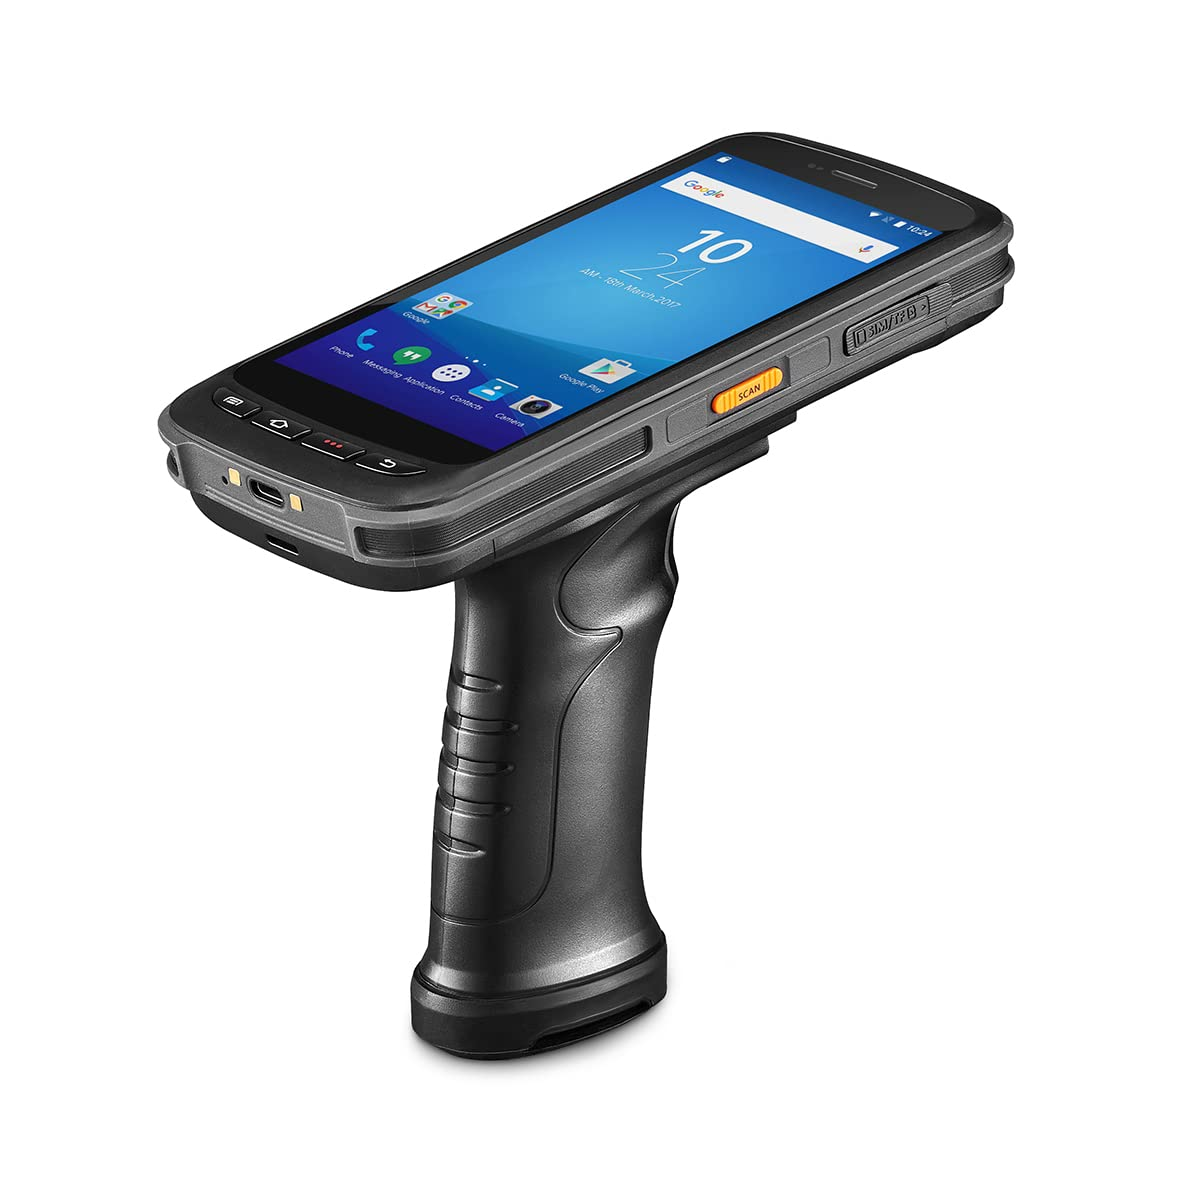 Google
10:24
10
24
AM - 18th March.2017
Google
Google Play
Phone
Messaging
Application
Contacts
Camera
SCAN
SIM/TF